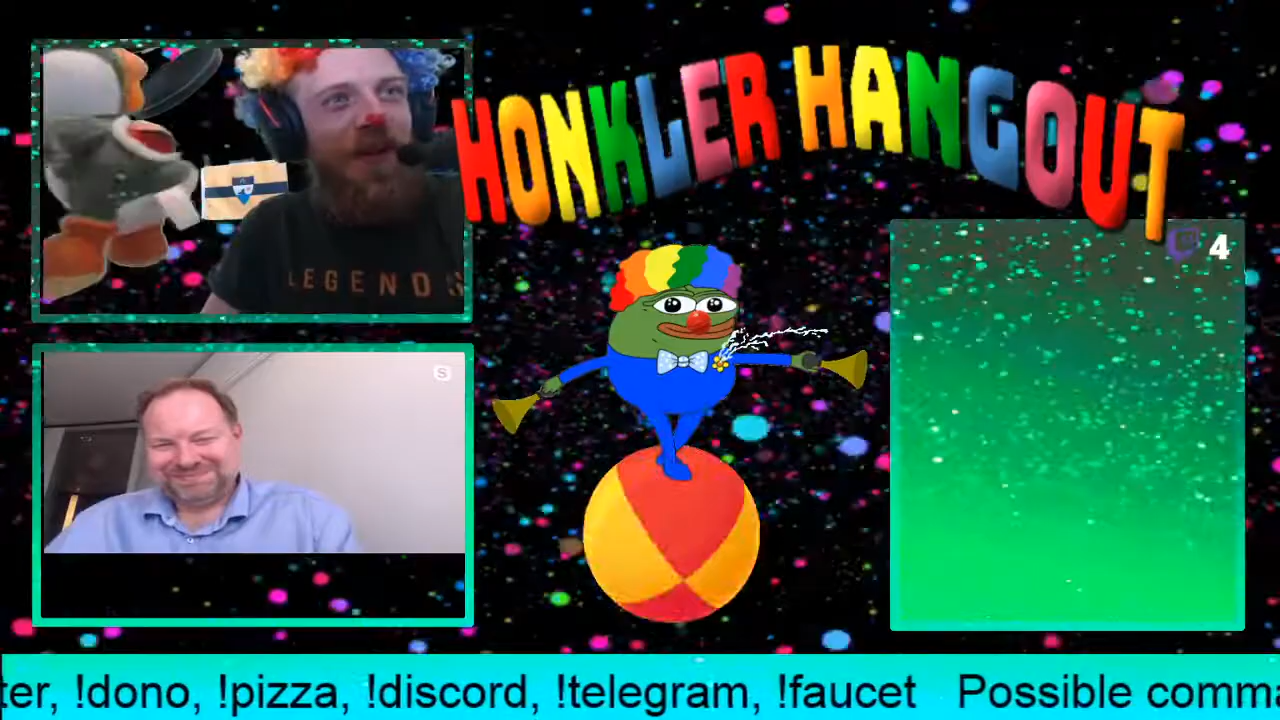 HONKLER HANGOUT
LEGENDS
S
4
ter, !dono, !pizza, !discord, !telegram, !faucet Possible comma